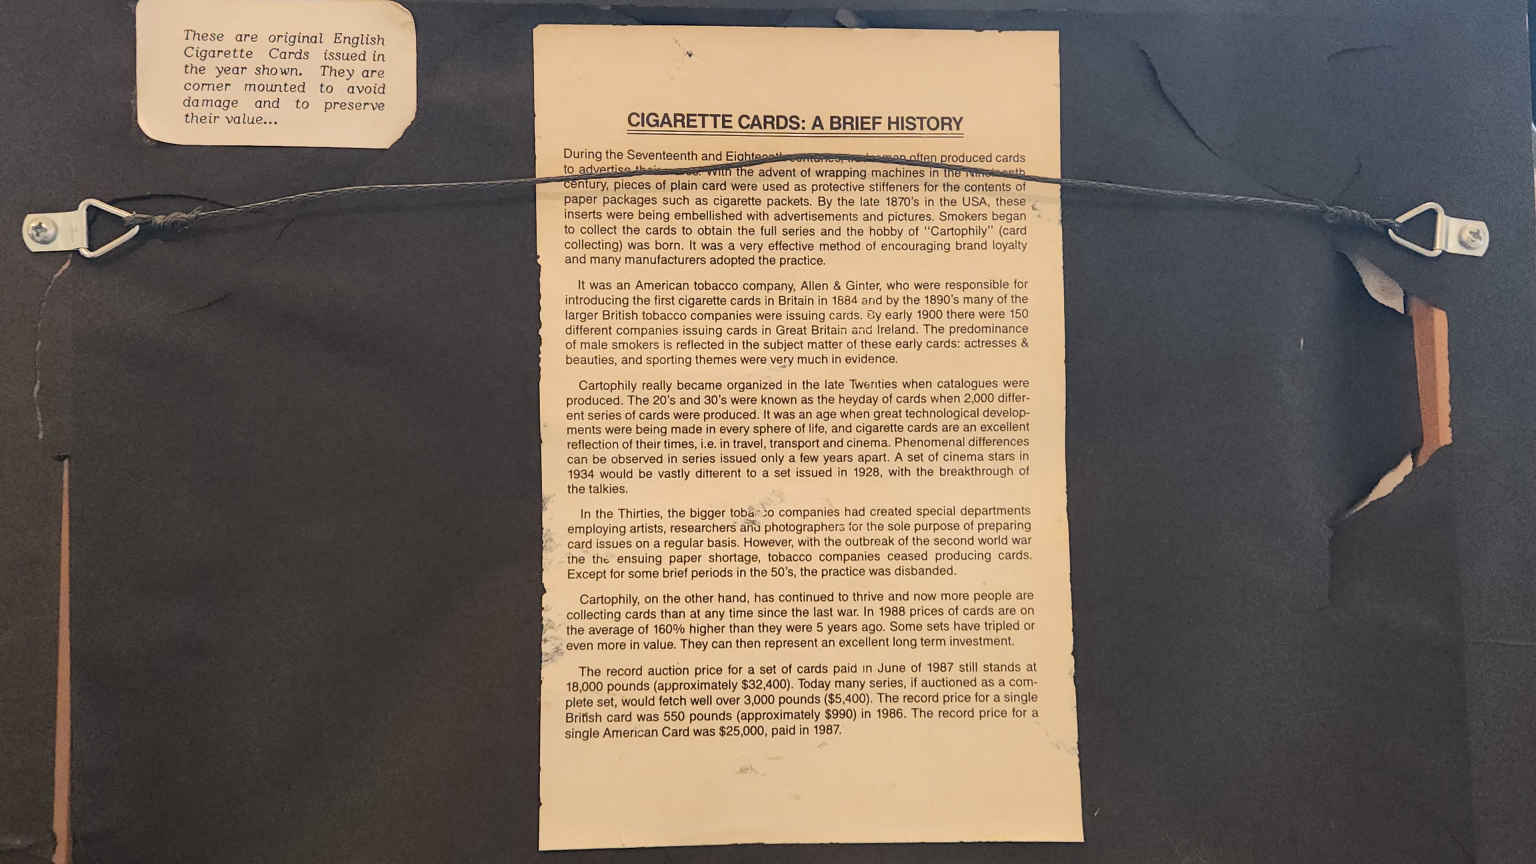 These are original English
Cigarette Cards issued in
the year shown. They are
corner mounted to avoid
damage and to preserve
their value...
CIGARETTE CARDS: A BRIEF HISTORY
During the Seventeenth and Eighteenth centuries, tradesmen often produced cards
to advertise their wares. With the advent of wrapping machines in the Nineteenth
century, pieces of plain card were used as protective stiffeners for the contents of
paper packages such as cigarette packets. By the late 1870's in the USA, these
inserts were being embellished with advertisements and pictures. Smokers began
to collect the cards to obtain the full series and the hobby of "Cartophily" (card
collecting) was born. It was a very effective method of encouraging brand loyalty
and many manufacturers adopted the practice.
It was an American tobacco company, Allen & Ginter, who were responsible for
introducing the first cigarette cards in Britain in 1884 and by the 1890's many of the
larger British tobacco companies were issuing cards. By early 1900 there were 150
different companies issuing cards in Great Britain and Ireland. The predominance
of male smokers is reflected in the subject matter of these early cards: actresses &
beauties, and sporting themes were very much in evidence.
Cartophily really became organized in the late Twenties when catalogues were
produced. The 20's and 30's were known as the heyday of cards when 2,000 differ-
ent series of cards were produced. It was an age when great technological develop-
ments were being made in every sphere of life, and cigarette cards are an excellent
reflection of their times, i.e. in travel, transport and cinema. Phenomenal differences
can be observed in series issued only a few years apart. A set of cinema stars in
1934 would be vastly different to a set issued in 1928, with the breakthrough of
the talkies.
In the Thirties, the bigger tobacco companies had created special departments
employing artists, researchers and photographers for the sole purpose of preparing
card issues on a regular basis. However, with the outbreak of the second world war
the the ensuing paper shortage, tobacco companies ceased producing cards.
Except for some brief periods in the 50's, the practice was disbanded.
Cartophily, on the other hand, has continued to thrive and now more people are
collecting cards than at any time since the last war. In 1988 prices of cards are on
the average of 160% higher than they were 5 years ago. Some sets have tripled or
even more in value. They can then represent an excellent long term investment.
The record auction price for a set of cards paid in June of 1987 still stands at
18,000 pounds (approximately $32,400). Today many series, if auctioned as a com-
plete set, would fetch well over 3,000 pounds ($5,400). The record price for a single
British card was 550 pounds (approximately $990) in 1986. The record price for a
single American Card was $25,000, paid in 1987.